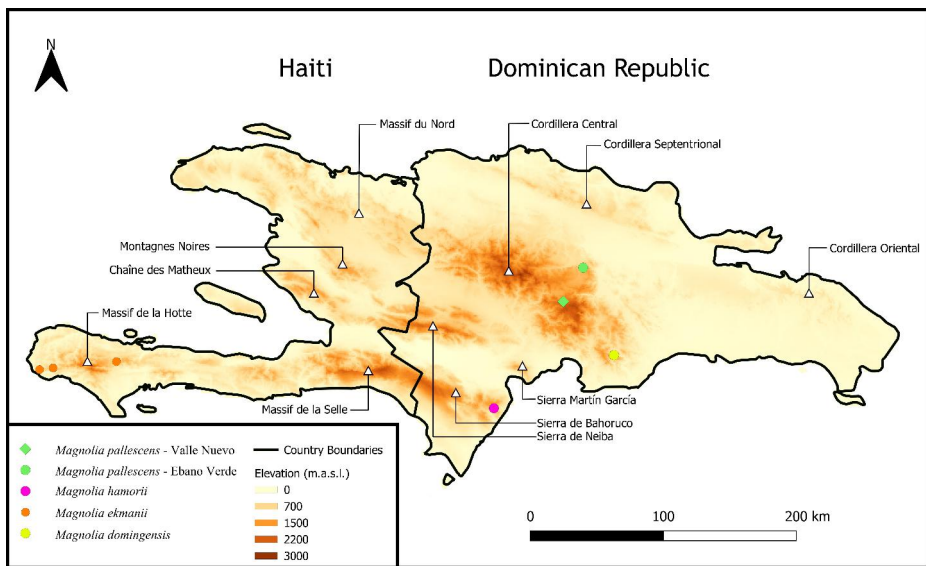 N
Haiti
Dominican Republic
Massif du Nord
Cordillera Central
Cordillera Septentrional
Montagnes Noires
Chaîne des Matheux
Cordillera Oriental
Massif de la Hotte
Massif de la Selle
Sierra Martín García
Sierra de Bahoruco
Sierra de Neiba
Magnolia pallescens - Valle Nuevo
Magnolia pallescens - Ebano Verde
Magnolia hamorii
Magnolia ekmanii
Magnolia domingensis
Country Boundaries
Elevation (m.a.s.l.)
0
700
1500
2200
3000
0 100 200 km